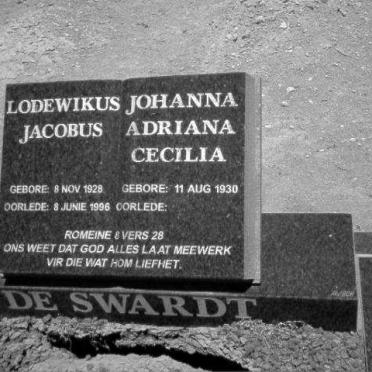 LODEWIKUS JOHANNA
JACOBUS ADRIANA
CECILIA
GEBORE: 8 NOV 1928 GEBORE: 11 AUG 1930
OORLEDE: 8 JUNIE 1996 OORLEDE:
ROMEINE 8 VERS 28
ONS WEET DAT GOD ALLES LAAT MEEWERK
VIR DIE WAT HOM LIEFHET.
DE SWARDT